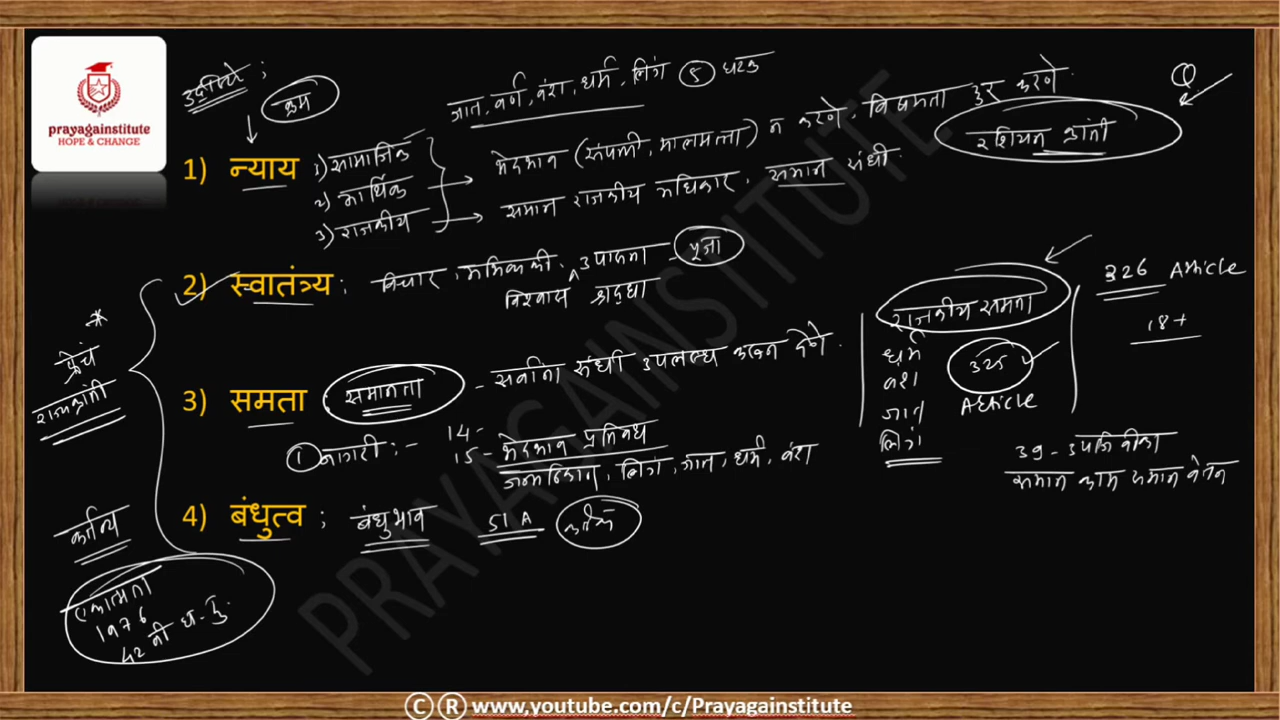 prayagainstitute
HOPE & CHANGE
उद्दीष्टे ;
क्रम
जात, वर्ण, वंश, धर्म, लिंग ⑤ घटक
1) न्याय
1) सामाजिक
2) आर्थिक
3) राजकीय
भेदभाव (संपत्ती, मालमत्ता) न करणे, विषमता दुर करणे.
समान राजकीय अधिकार, समान संधी
रशियन क्रांती
Q
2) स्वातंत्र्य : विचार, अभिव्यक्ती, उपासना - पूजा
विश्वास श्रद्धा
फ्रेंच
राज्यक्रांती
3) समता समानता - सर्वांना संधी उपलब्ध करून देणे.
① नागरी :- 14 -
15 - भेदभाव प्रतिबंध
जन्मठिकाण, लिंग, जात, धर्म, वंश
राजकीय समता
धर्म
वंश
जात
लिंग
325
Article
326 Article
18+
39 - उपजिवीका
समान काम समान वेतन
4) बंधुत्व ; बंधुभाव 51 A
कर्तव्य
एकात्मता
1976
42 वी घ. दु.
PRAYAGAINSTITUTE
© ® www.youtube.com/c/Prayagainstitute